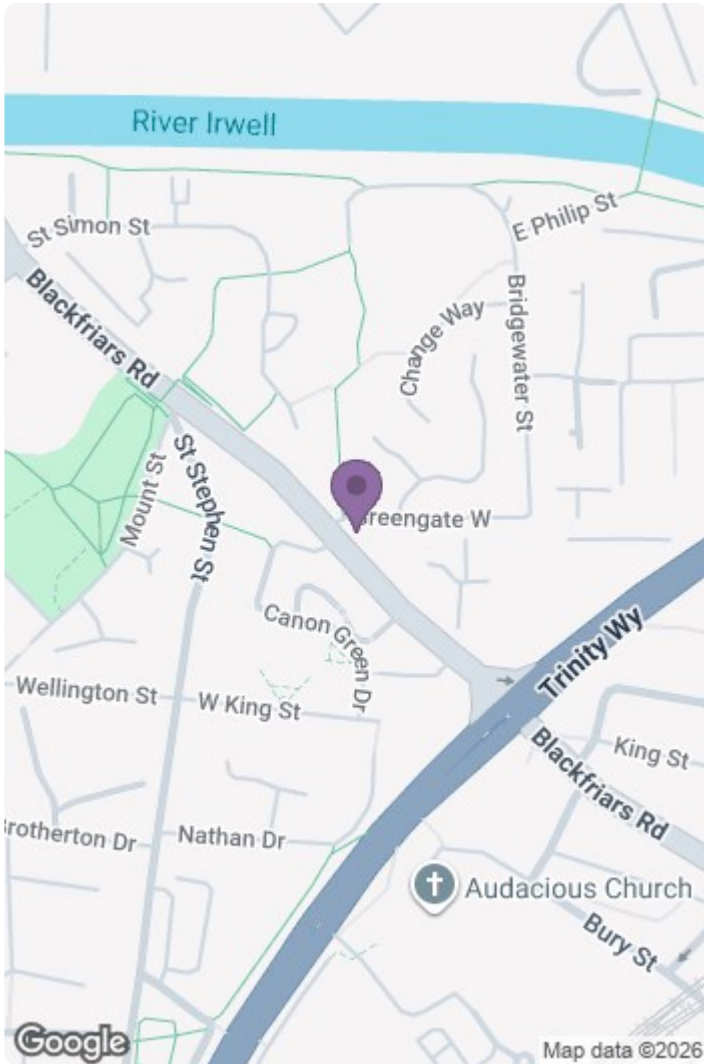 River Irwell
St Simon St
E Philip St
Blackfriars Rd
Bridgewater St
Change Way
St Stephen St
Mount St
Greengate W
Canon Green Dr
Trinity Wy
Wellington St
W King St
King St
Blackfriars Rd
Brotherton Dr
Nathan Dr
Audacious Church
Bury St
Google
Map data ©2026